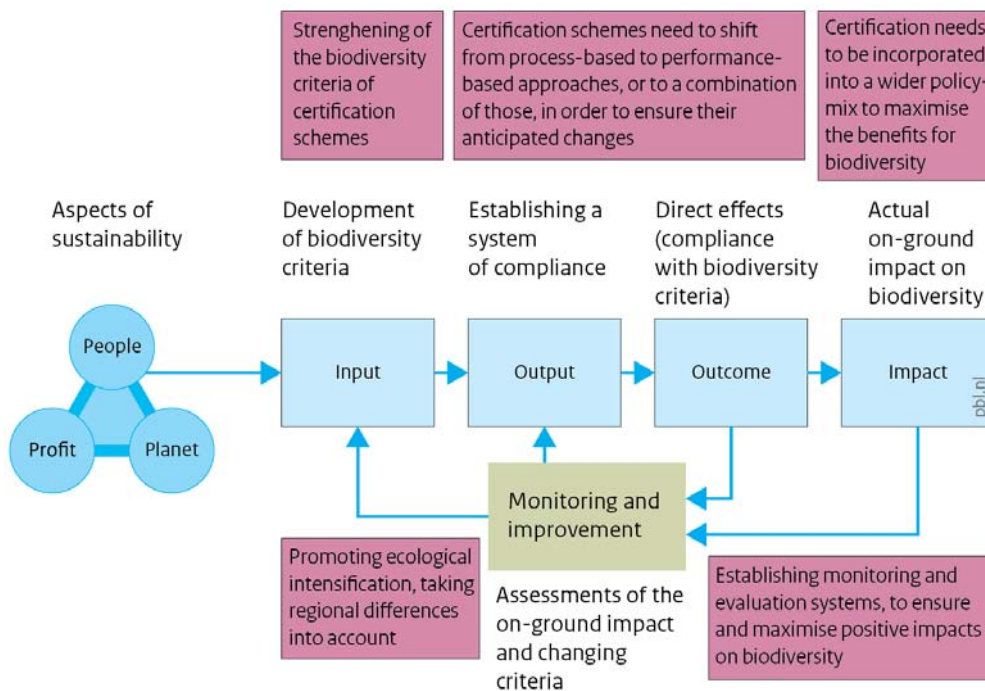 Strenghening of
the biodiversity
criteria of
certification
schemes
Certification schemes need to shift
from process-based to performance-
based approaches, or to a combination
of those, in order to ensure their
anticipated changes
Certification needs
to be incorporated
into a wider policy-
mix to maximise
the benefits for
biodiversity
Aspects of
sustainability
Development
of biodiversity
criteria
Establishing a
system
of compliance
Direct effects
(compliance
with biodiversity
criteria)
Actual
on-ground
impact on
biodiversity
People
Profit
Planet
Input
Output
Outcome
Impact
pbl.nl
Monitoring and
improvement
Promoting ecological
intensification, taking
regional differences
into account
Assessments of the
on-ground impact
and changing
criteria
Establishing monitoring and
evaluation systems, to ensure
and maximise positive impacts
on biodiversity